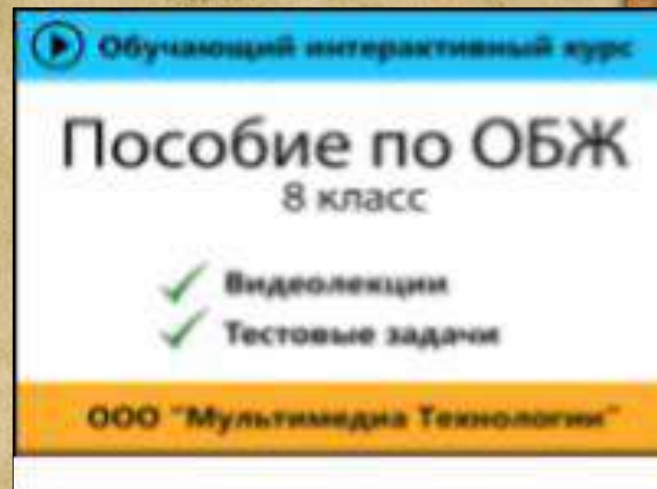 Обучающий интерактивный курс
Пособие по ОБЖ
8 класс
Видеолекции
Тестовые задачи
ООО "Мультимедиа Технологии"